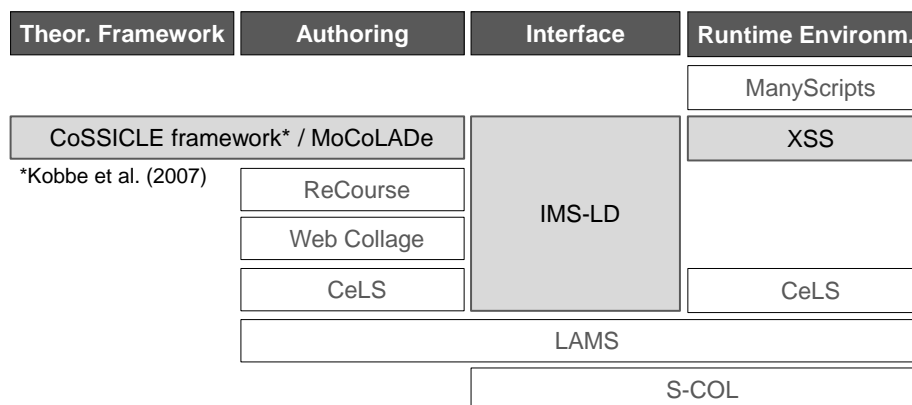 Theor. Framework Authoring Interface Runtime Environm.
ManyScripts
CoSSICLE framework* / MoCoLADe XSS
*Kobbe et al. (2007)
ReCourse
IMS-LD
Web Collage
CeLS CeLS
LAMS
S-COL